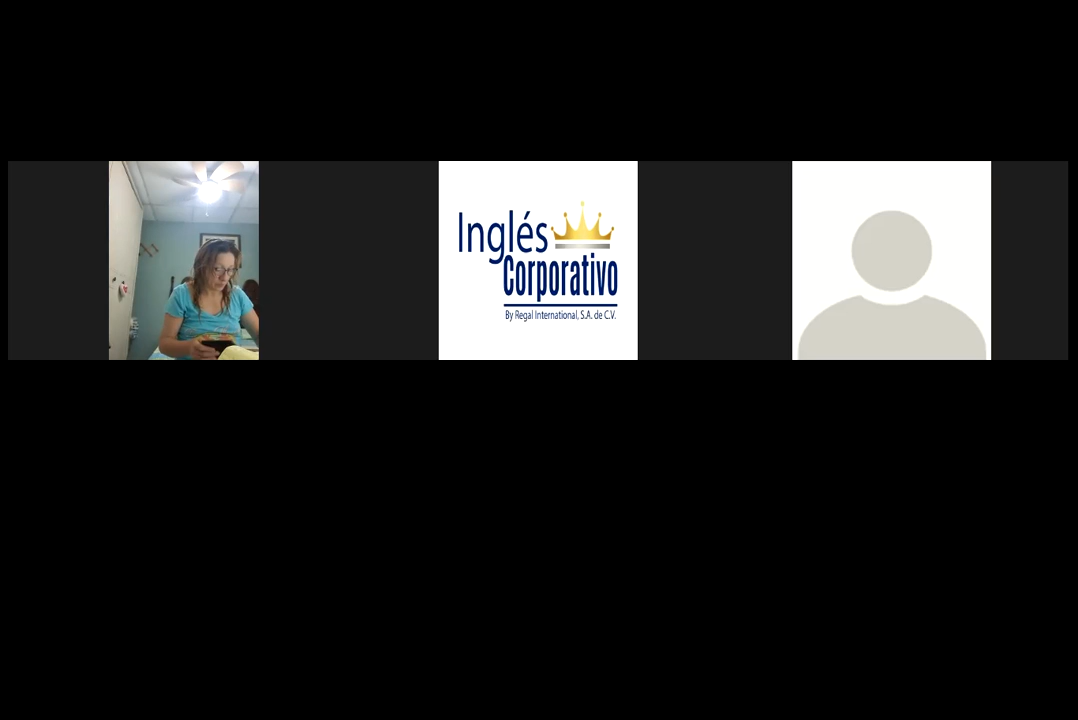 Inglés
Corporativo
By Regal International, S.A. de C.V.